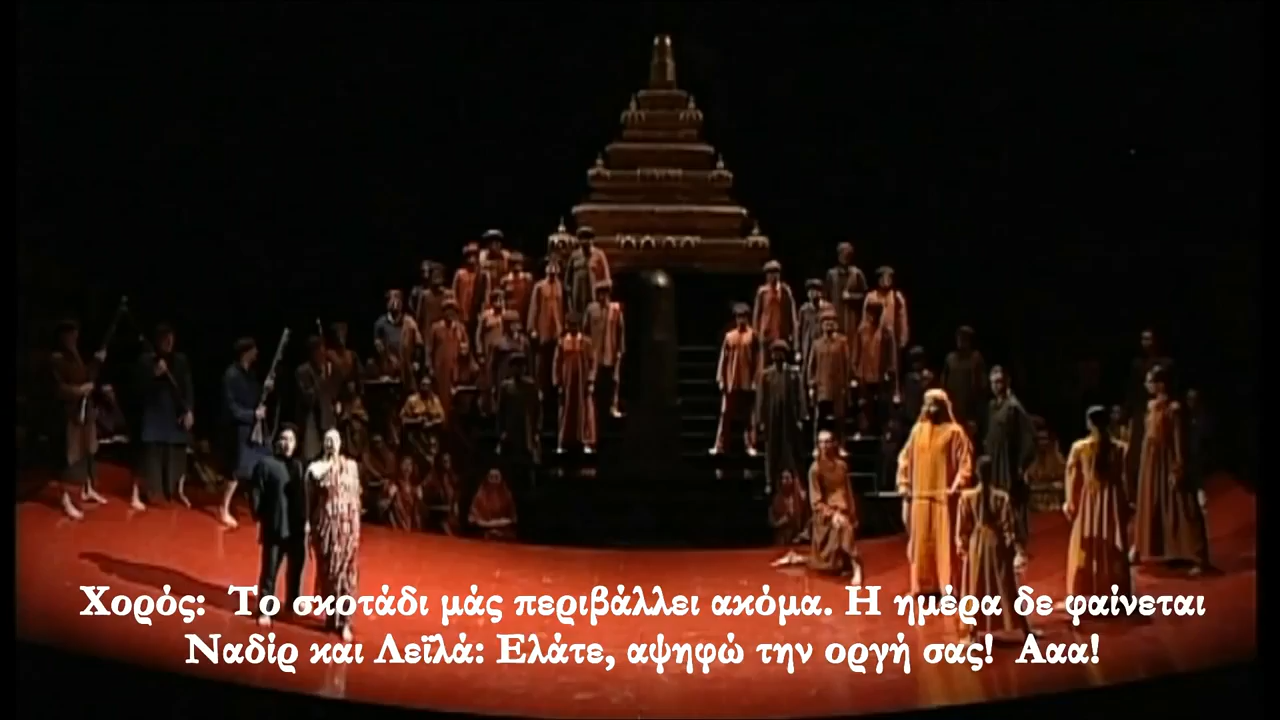 Χορός:  Το σκοτάδι μάς περιβάλλει ακόμα. Η ημέρα δε φαίνεται
Ναδίρ και Λεϊλά: Ελάτε, αψηφώ την οργή σας!  Ααα!